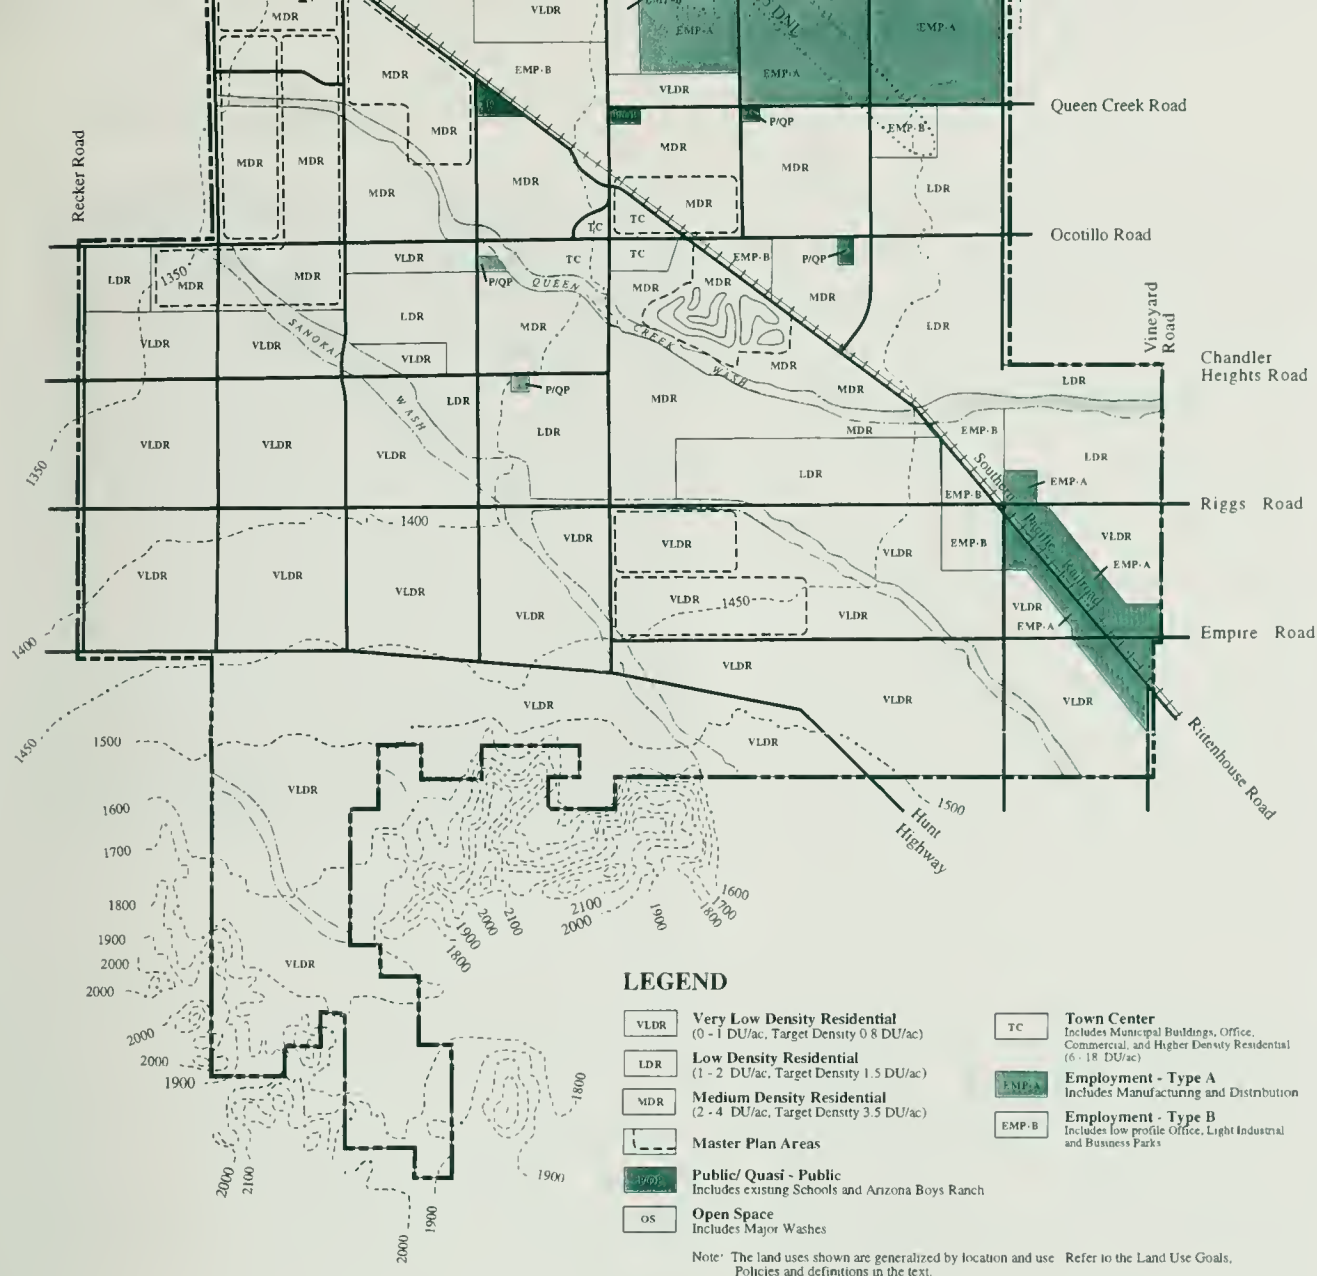 MDR
VLDR
DNL
EMP-A
EMP-A
MDR
EMP-B
EMP-A
VLDR
Queen Creek Road
MDR
P/QP
EMP-B
MDR
MDR
MDR
MDR
MDR
MDR
MDR
LDR
Recker Road
TC
MDR
TC
Ocotillo Road
VLDR
TC
TC
EMP-B
P/QP
LDR
1350
MDR
MDR
P/QP
QUEEN
MDR
MDR
MDR
LDR
MDR
LDR
Vineyard
Road
SANOKAI
VLDR
VLDR
VLDR
CREEK
MDR
Chandler
Heights Road
WASH
LDR
P/QP
MDR
MDR
WASH
LDR
LDR
MDR
EMP-B
VLDR
VLDR
VLDR
LDR
LDR
1350
Southern
EMP-A
EMP-B
Riggs Road
1400
VLDR
VLDR
VLDR
EMP-B
Pacific
VLDR
EMP-A
Railroad
VLDR
VLDR
VLDR
VLDR
1450
VLDR
VLDR
VLDR
EMP-A
Empire Road
1400
VLDR
VLDR
VLDR
VLDR
VLDR
1450
1500
Rittenhouse Road
VLDR
1500
Hunt
Highway
1600
1700
1800
1900
2000
2000
2000
2000
1900
VLDR
1800
1900
2000
2100
2100
2000
1900
1800
1700
1600
2000
2100
2000
1900
1800
1900
LEGEND
VLDR
Very Low Density Residential
(0 - 1 DU/ac, Target Density 0 8 DU/ac)
LDR
Low Density Residential
(1 - 2 DU/ac, Target Density 1.5 DU/ac)
MDR
Medium Density Residential
(2 - 4 DU/ac, Target Density 3.5 DU/ac)
Master Plan Areas
Public/ Quasi - Public
Includes existing Schools and Arizona Boys Ranch
OS
Open Space
Includes Major Washes
TC
Town Center
Includes Municipal Buildings, Office,
Commercial, and Higher Density Residential
(6 - 18 DU/ac)
EMP-A
Employment - Type A
Includes Manufacturing and Distribution
EMP-B
Employment - Type B
Includes low profile Office, Light Industrial
and Business Parks
Note: The land uses shown are generalized by location and use Refer to the Land Use Goals,
Policies and definitions in the text.